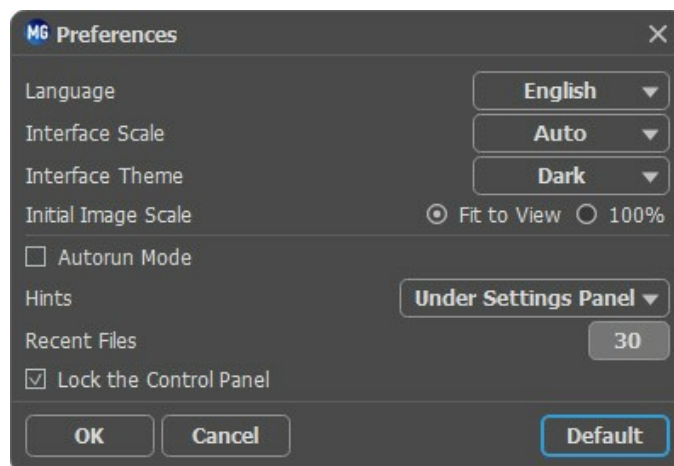 MG Preferences
Language English
Interface Scale Auto
Interface Theme Dark
Initial Image Scale Fit to View 100%
Autorun Mode
Hints Under Settings Panel
Recent Files 30
Lock the Control Panel
OK Cancel Default